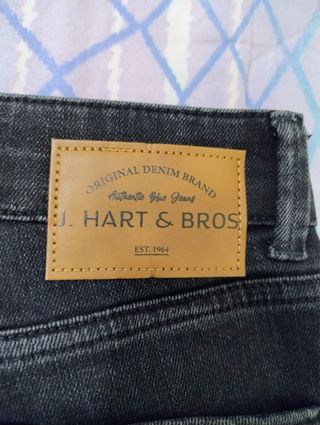 ORIGINAL DENIM BRAND
Authentic Blue Jeans
J. HART & BROS
EST. 1964